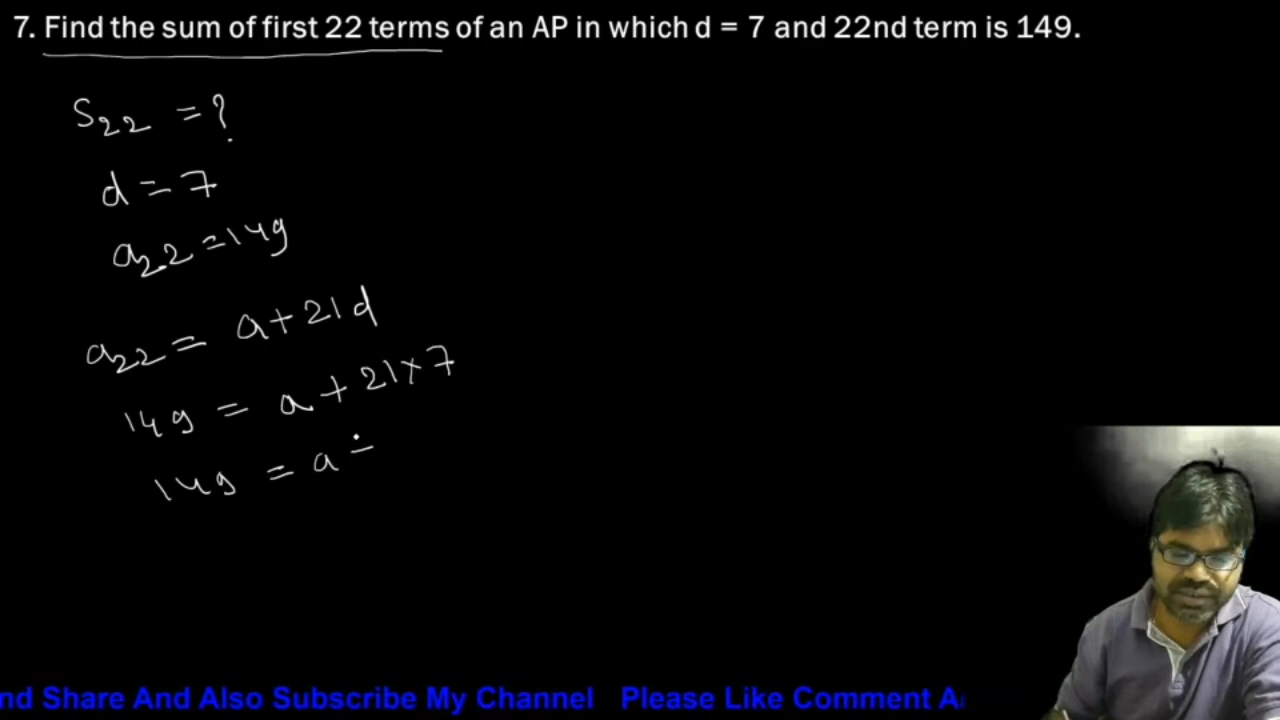 7. Find the sum of first 22 terms of an AP in which d = 7 and 22nd term is 149.
S22 = ?
d = 7
a22 = 149
a22 = a + 21d
149 = a + 21 × 7
149 = a
nd Share And Also Subscribe My Channel Please Like Comment A